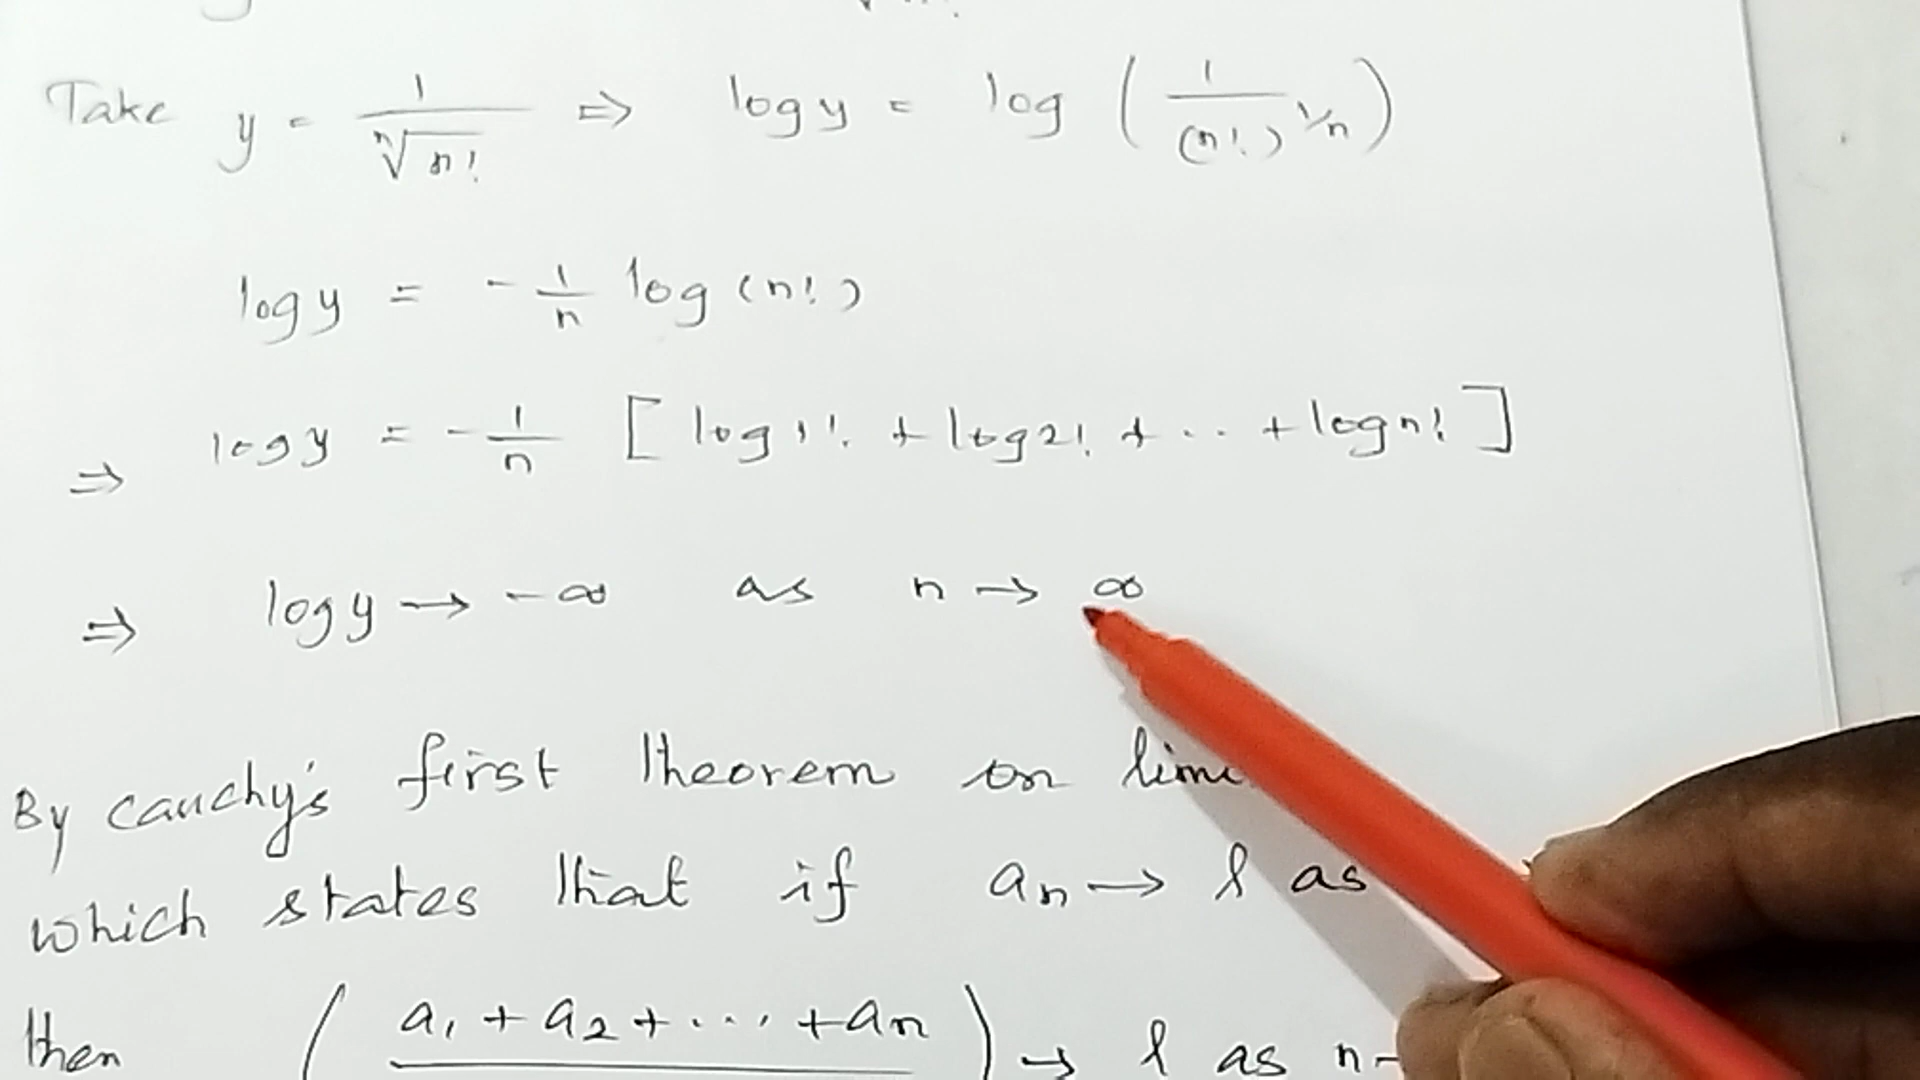 Take y = 1/ⁿ√n! ⇒ log y = log (1/(n!)^1/n)
log y = - 1/n log (n!)
⇒ log y = - 1/n [ log 1! + log 2! + ... + log n! ]
⇒ log y → -∞ as n → ∞
By cauchy's first theorem on
which states that if an → l as
then ( a1 + a2 + ... + an ) → l as n-